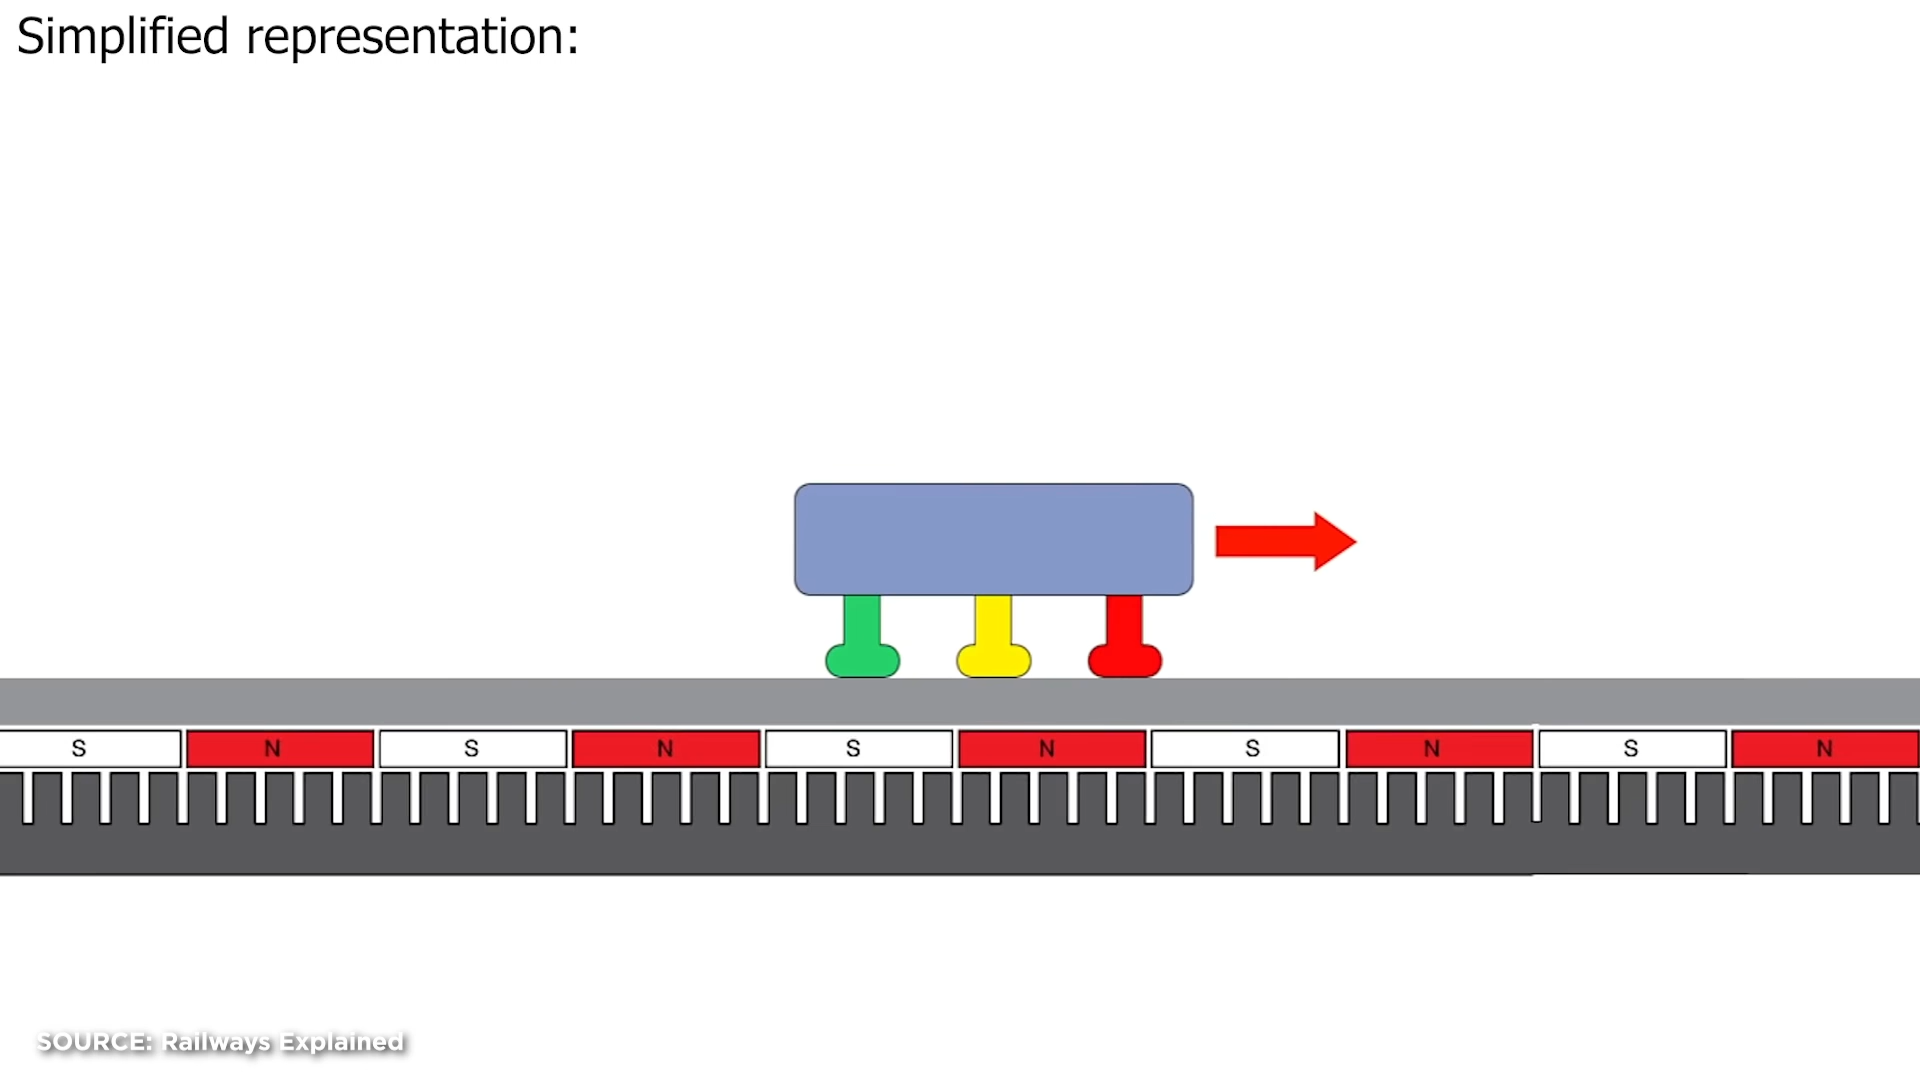 Simplified representation:
S N S N S N S N S N
SOURCE: Railways Explained